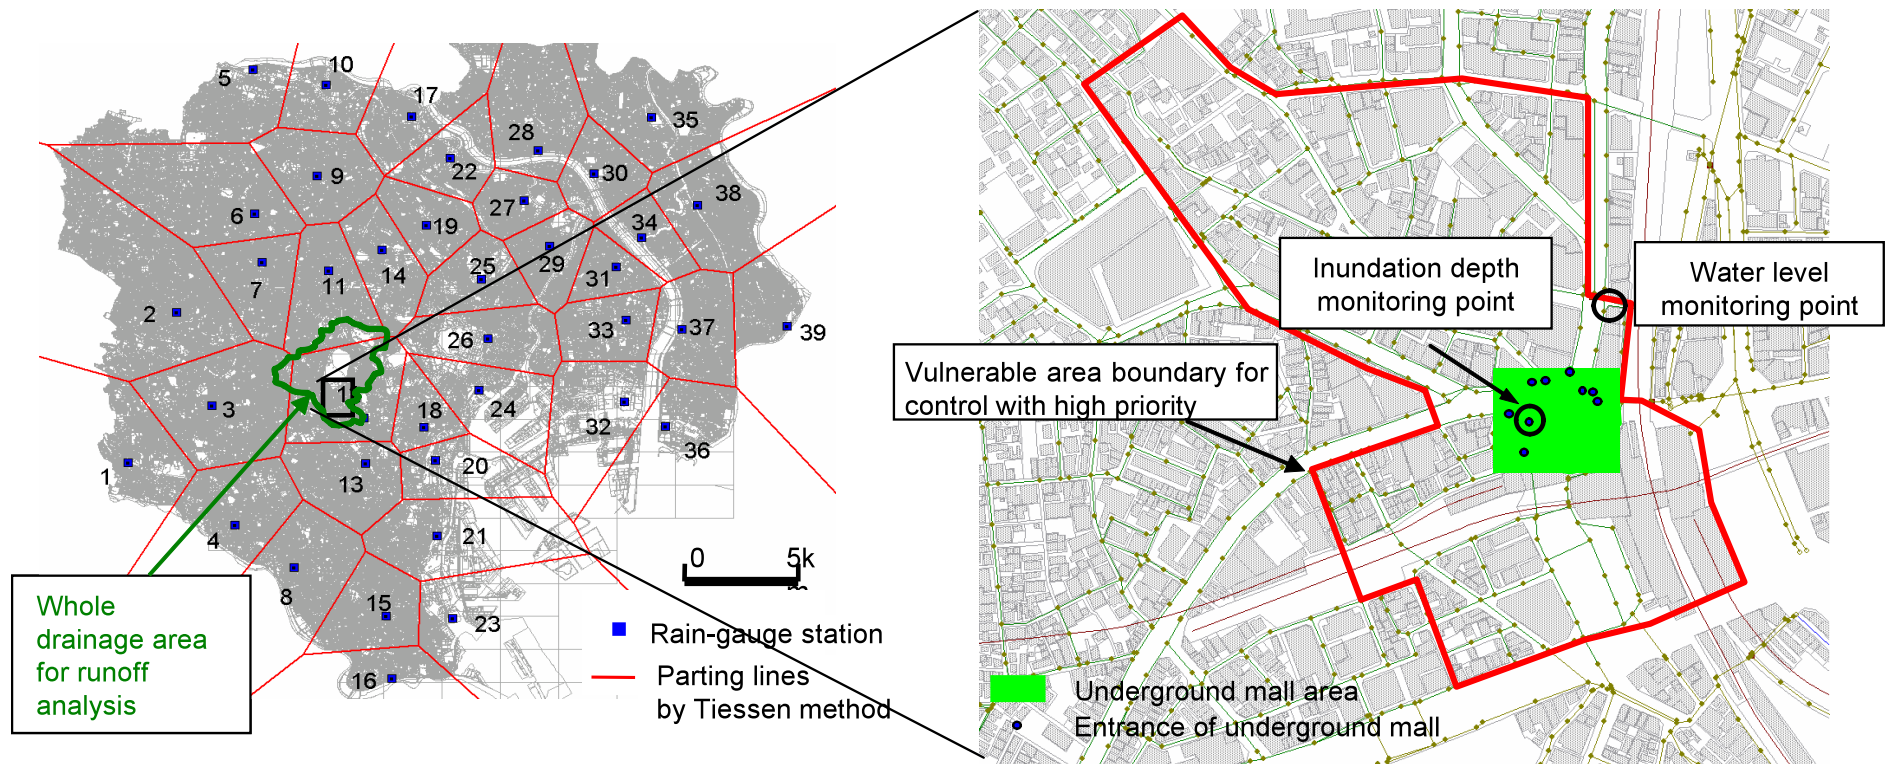 5
10
17
28
35
22
30
9
27
38
6
19
34
14
25
29
31
7
11
2
33
37
39
26
1
3
18
24
32
36
1
13
20
4
21
8
15
23
16
0
5k
m
Whole
drainage area
for runoff
analysis
Rain-gauge station
Parting lines
by Tiessen method
Inundation depth
monitoring point
Water level
monitoring point
Vulnerable area boundary for
control with high priority
Underground mall area
Entrance of underground mall